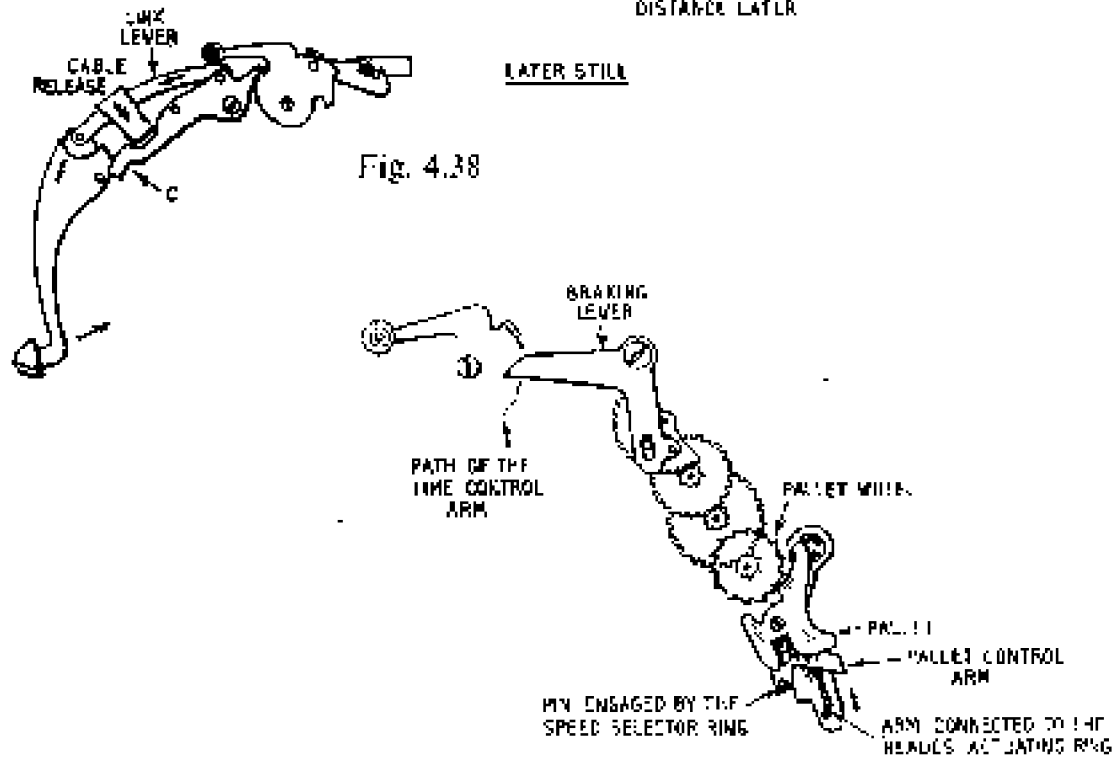 DISTANCE LATER
LINK
LEVER
CABLE
RELEASE
LATER STILL
Fig. 4.38
C
BRAKING
LEVER
PATH OF THE
TIME CONTROL
ARM
PALLET WHEEL
PALLET
PALLET CONTROL
ARM
PIN ENGAGED BY THE
SPEED SELECTOR RING
ARM CONNECTED TO THE
BLADES ACTUATING RING